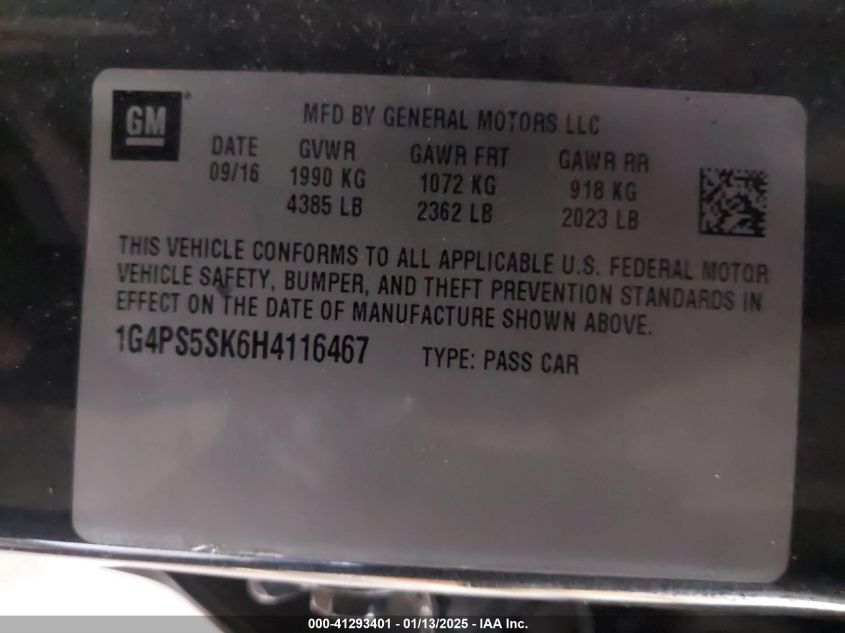 GM®
MFD BY GENERAL MOTORS LLC
DATE GVWR GAWR FRT GAWR RR
09/16 1990 KG 1072 KG 918 KG
4385 LB 2362 LB 2023 LB
THIS VEHICLE CONFORMS TO ALL APPLICABLE U.S. FEDERAL MOTOR
VEHICLE SAFETY, BUMPER, AND THEFT PREVENTION STANDARDS IN
EFFECT ON THE DATE OF MANUFACTURE SHOWN ABOVE.
1G4PS5SK6H4116467 TYPE: PASS CAR
000-41293401 - 01/13/2025 - IAA Inc.